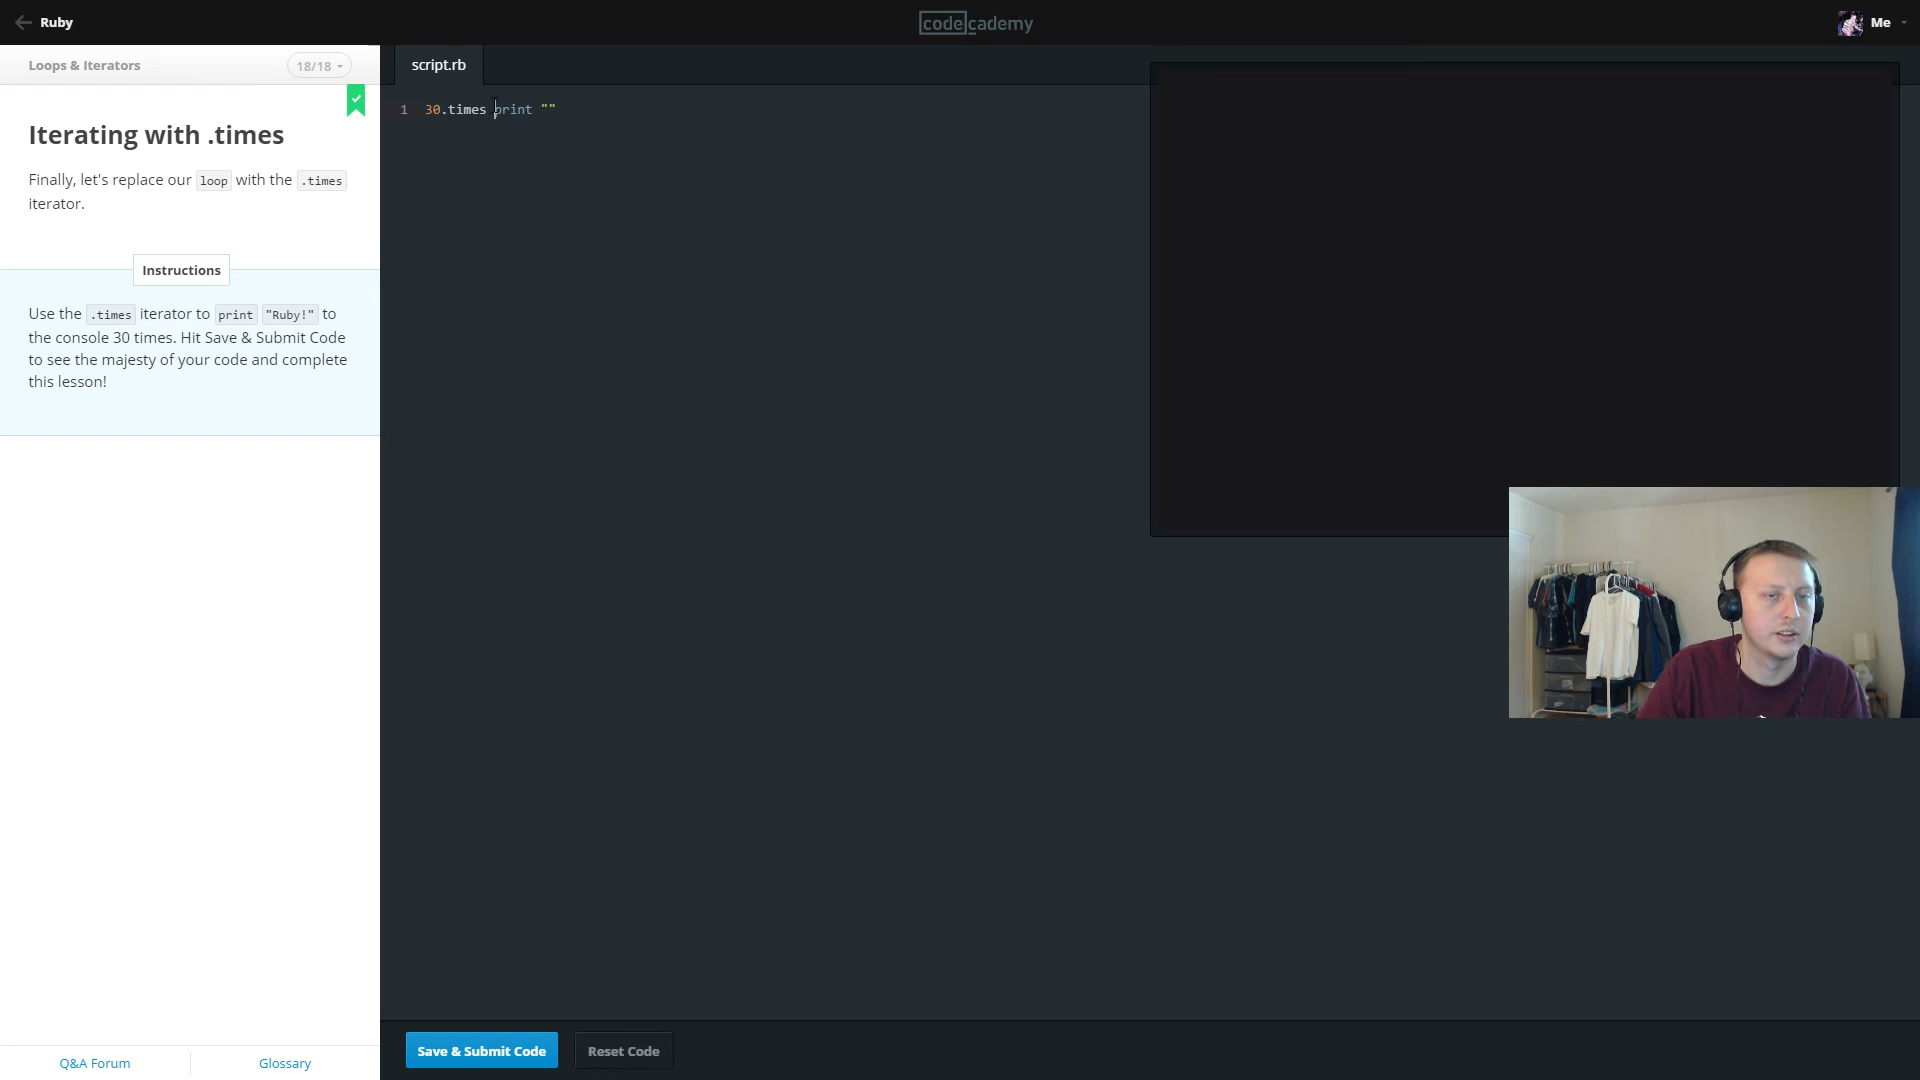 Ruby
codecademy
Me
Loops & Iterators
18/18
script.rb
1 30.times print ""
Iterating with .times
Finally, let's replace our loop with the .times
iterator.
Instructions
Use the .times iterator to print "Ruby!" to
the console 30 times. Hit Save & Submit Code
to see the majesty of your code and complete
this lesson!
Save & Submit Code
Reset Code
Q&A Forum
Glossary